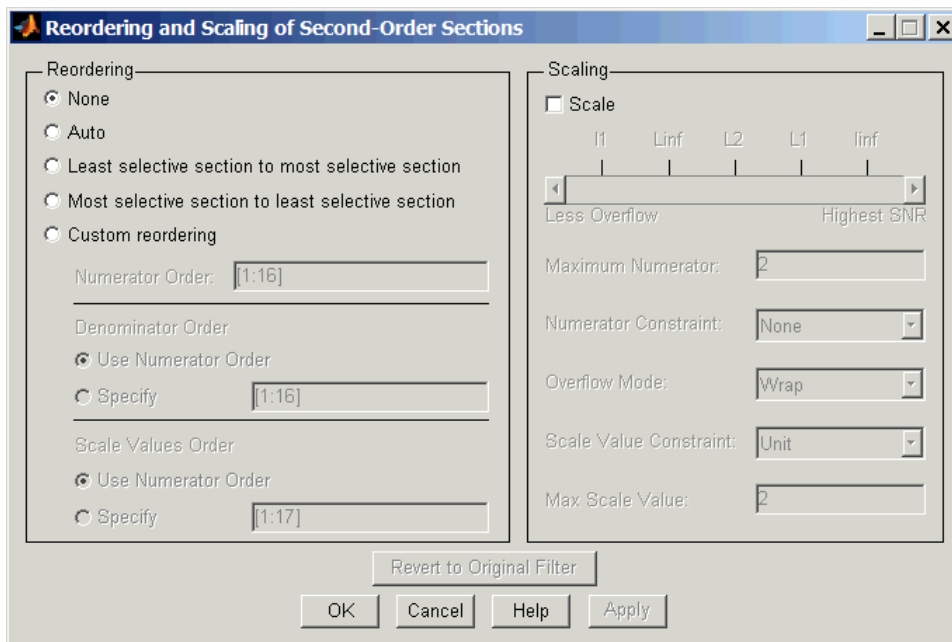 Reordering and Scaling of Second-Order Sections
Reordering
None
Auto
Least selective section to most selective section
Most selective section to least selective section
Custom reordering
Numerator Order: [1:16]
Denominator Order
Use Numerator Order
Specify [1:16]
Scale Values Order
Use Numerator Order
Specify [1:17]
Scaling
Scale
l1 Linf L2 L1 linf
Less Overflow Highest SNR
Maximum Numerator: 2
Numerator Constraint: None
Overflow Mode: Wrap
Scale Value Constraint: Unit
Max Scale Value: 2
Revert to Original Filter
OK Cancel Help Apply